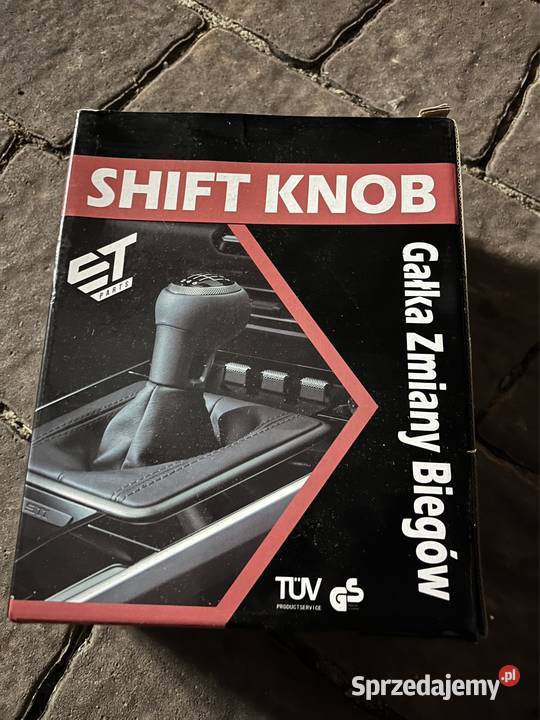 SHIFT KNOB
ET
PARTS
Gałka Zmiany Biegów
TÜV
PRODUCT SERVICE
GS
Sprzedajemy.pl